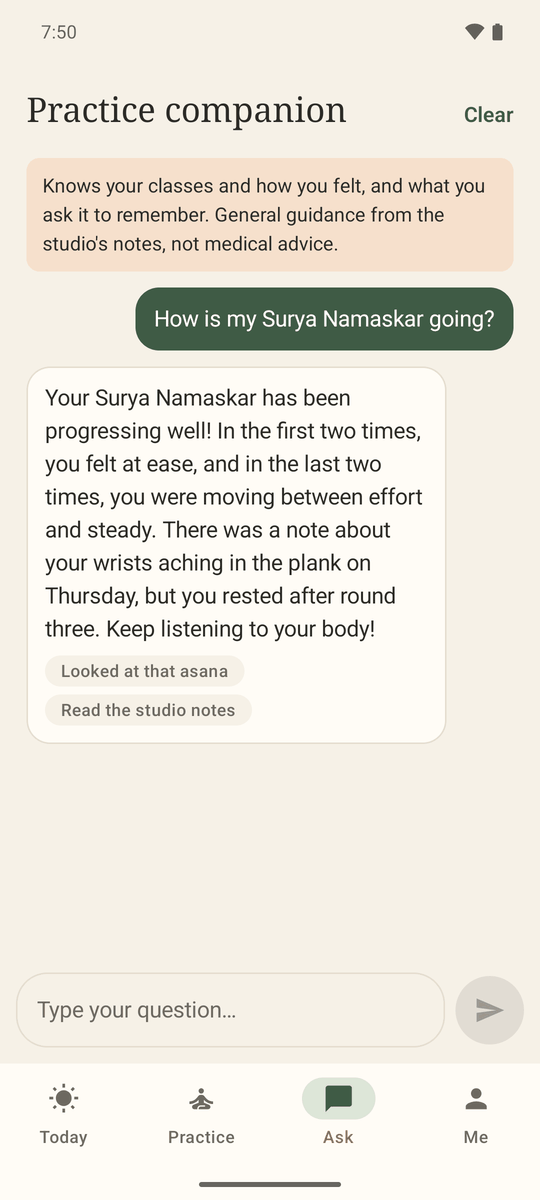 7:50
Practice companion
Clear
Knows your classes and how you felt, and what you
ask it to remember. General guidance from the
studio's notes, not medical advice.
How is my Surya Namaskar going?
Your Surya Namaskar has been
progressing well! In the first two times,
you felt at ease, and in the last two
times, you were moving between effort
and steady. There was a note about
your wrists aching in the plank on
Thursday, but you rested after round
three. Keep listening to your body!
Looked at that asana
Read the studio notes
Type your question…
Today
Practice
Ask
Me